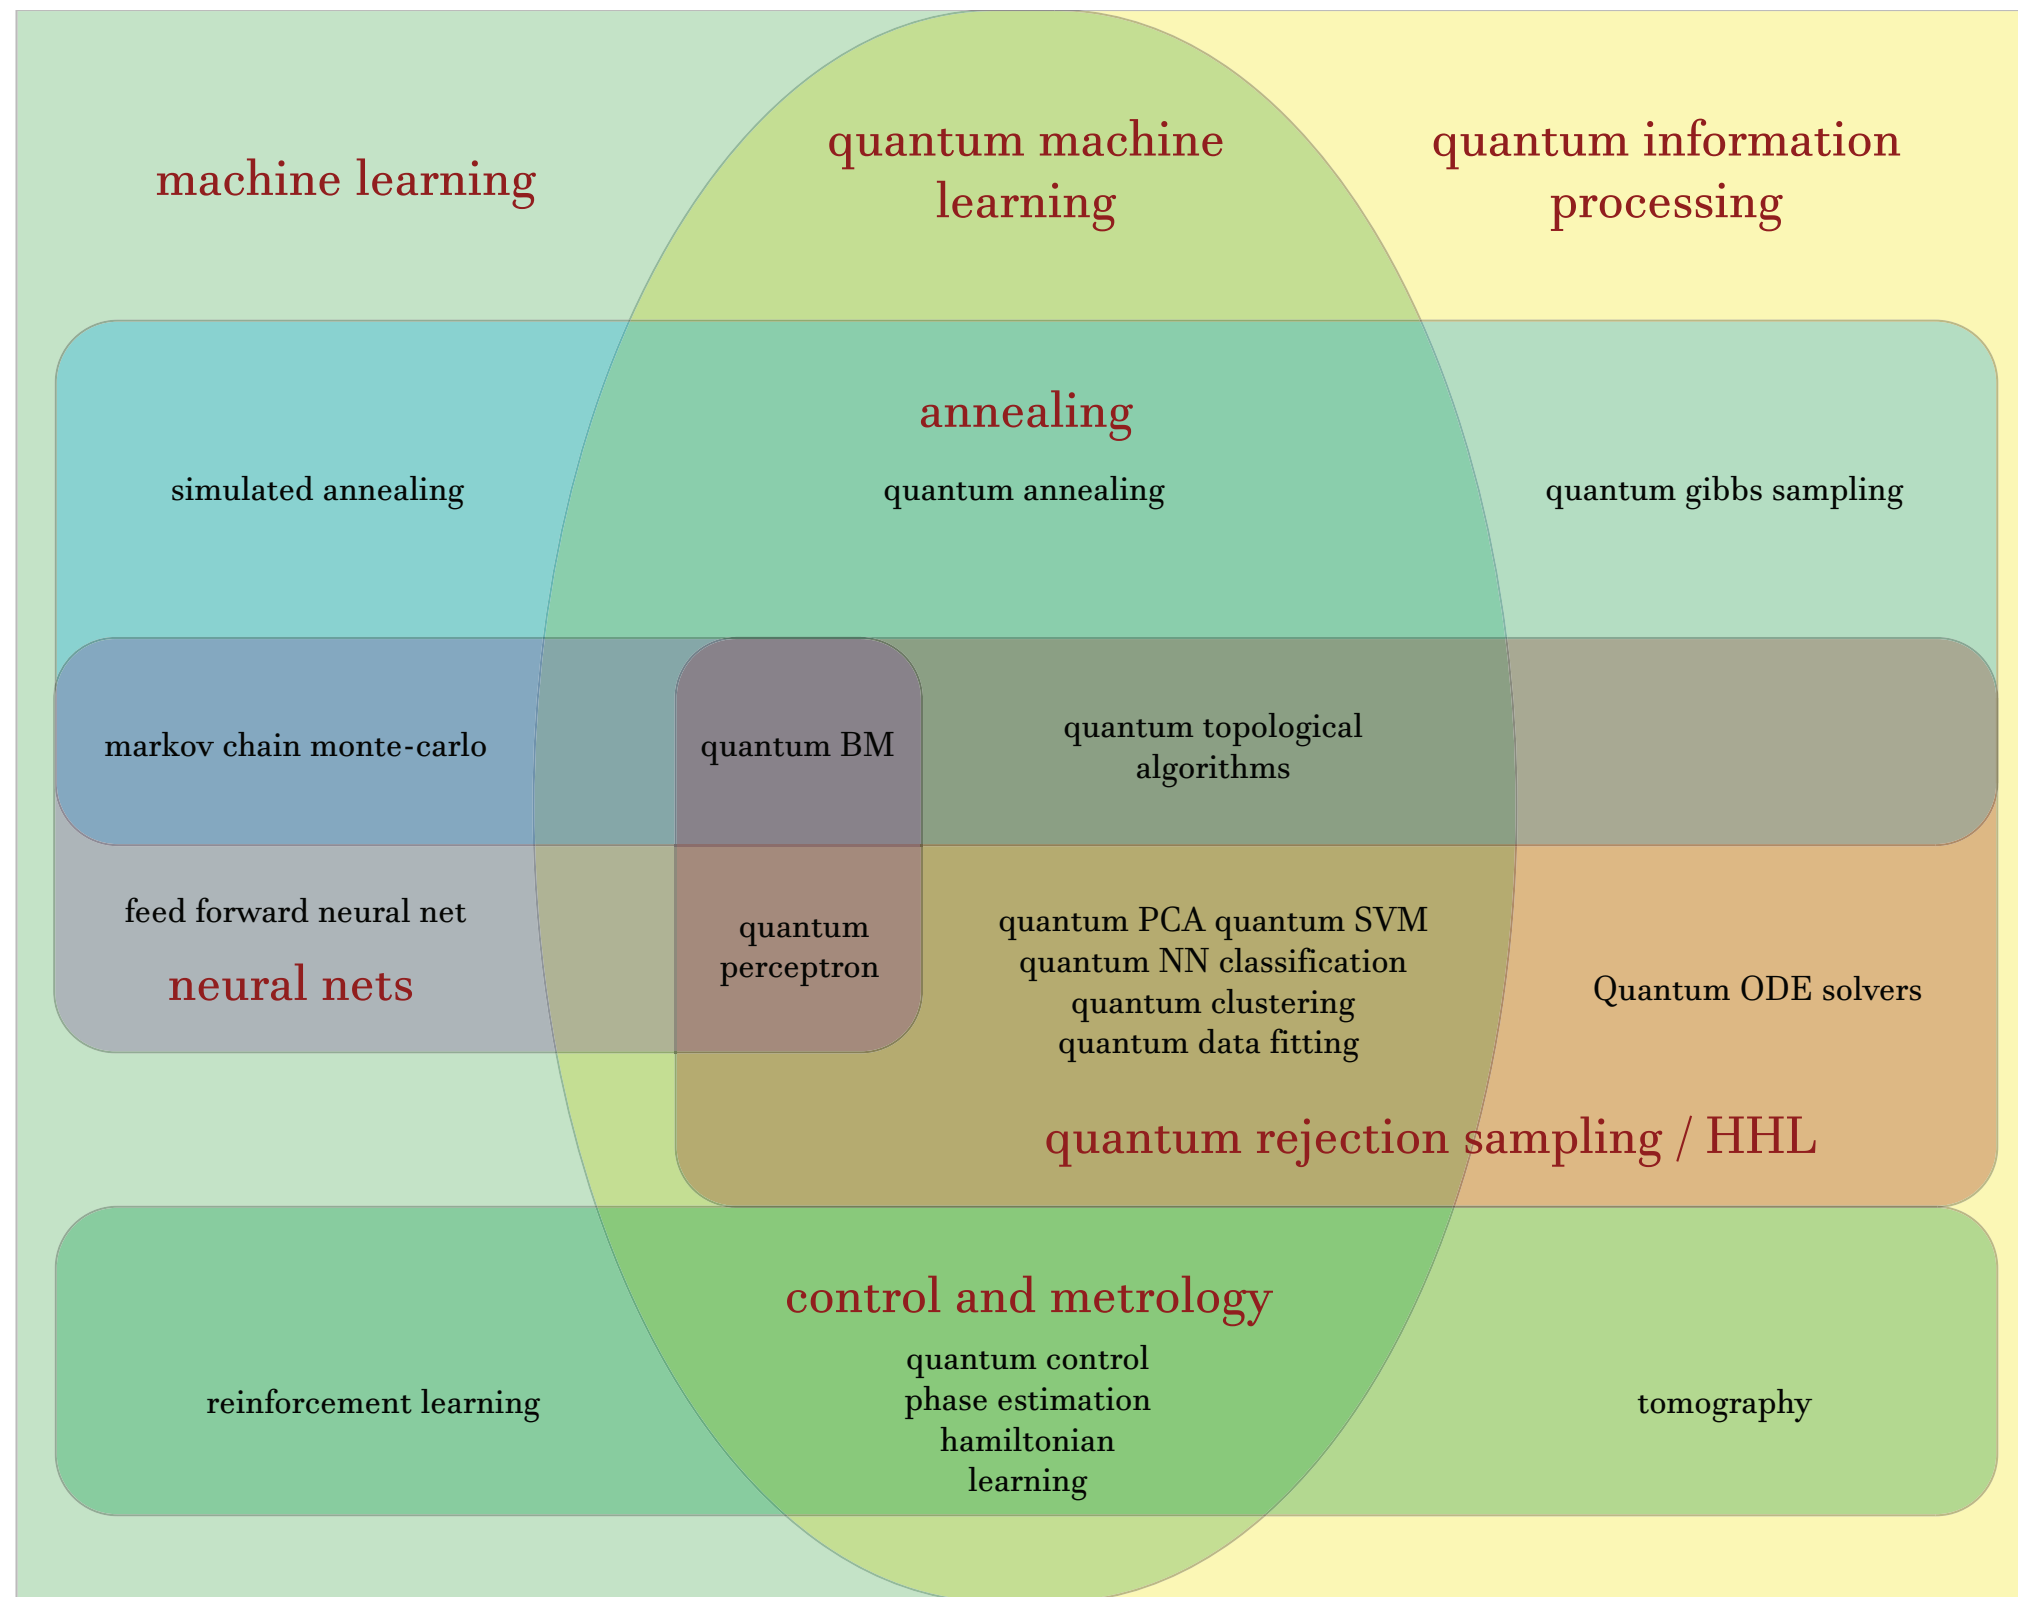 machine learning
quantum machine
learning
quantum information
processing
annealing
simulated annealing
quantum annealing
quantum gibbs sampling
markov chain monte-carlo
quantum BM
quantum topological
algorithms
feed forward neural net
neural nets
quantum
perceptron
quantum PCA quantum SVM
quantum NN classification
quantum clustering
quantum data fitting
Quantum ODE solvers
quantum rejection sampling / HHL
control and metrology
reinforcement learning
quantum control
phase estimation
hamiltonian
learning
tomography